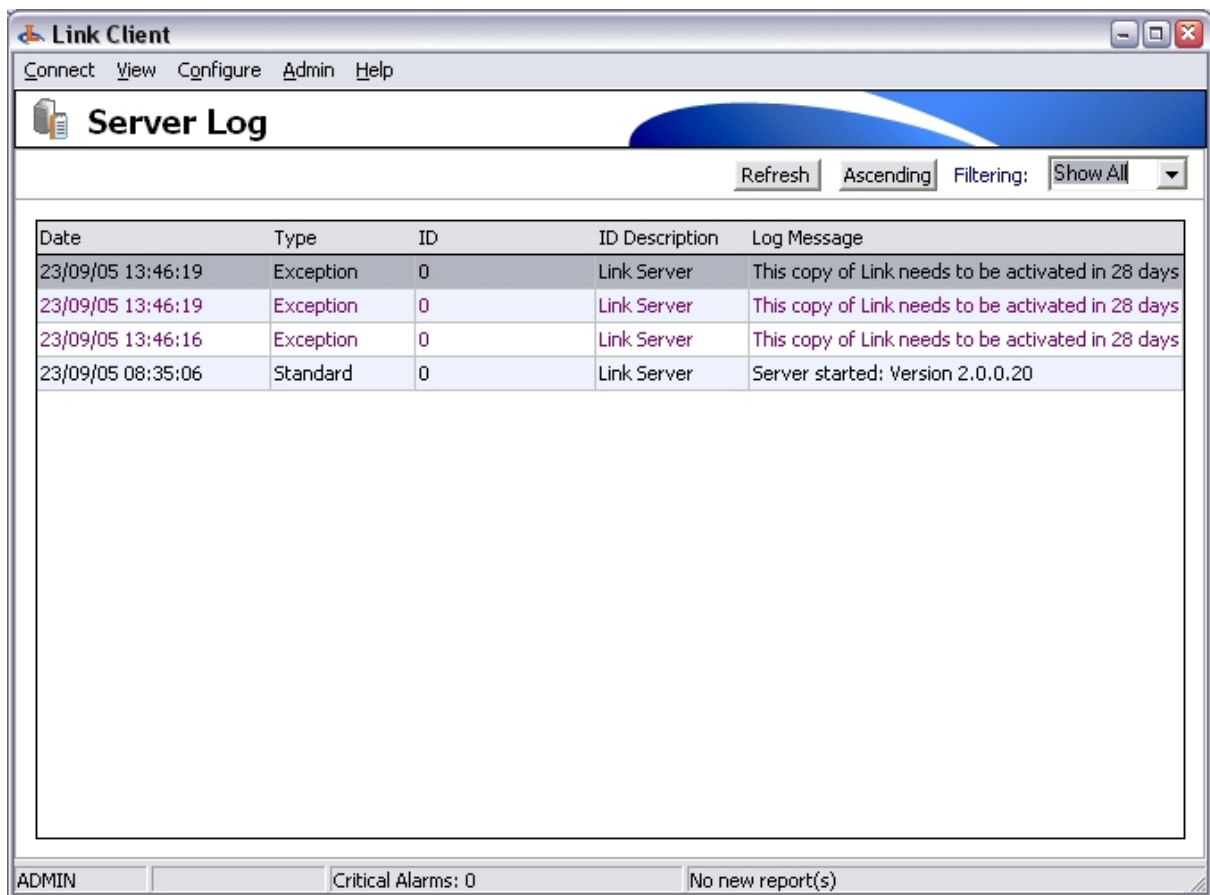 Link Client
Connect View Configure Admin Help
Server Log
Refresh Ascending Filtering: Show All
Date Type ID ID Description Log Message
23/09/05 13:46:19 Exception 0 Link Server This copy of Link needs to be activated in 28 days
23/09/05 13:46:19 Exception 0 Link Server This copy of Link needs to be activated in 28 days
23/09/05 13:46:16 Exception 0 Link Server This copy of Link needs to be activated in 28 days
23/09/05 08:35:06 Standard 0 Link Server Server started: Version 2.0.0.20
ADMIN Critical Alarms: 0 No new report(s)